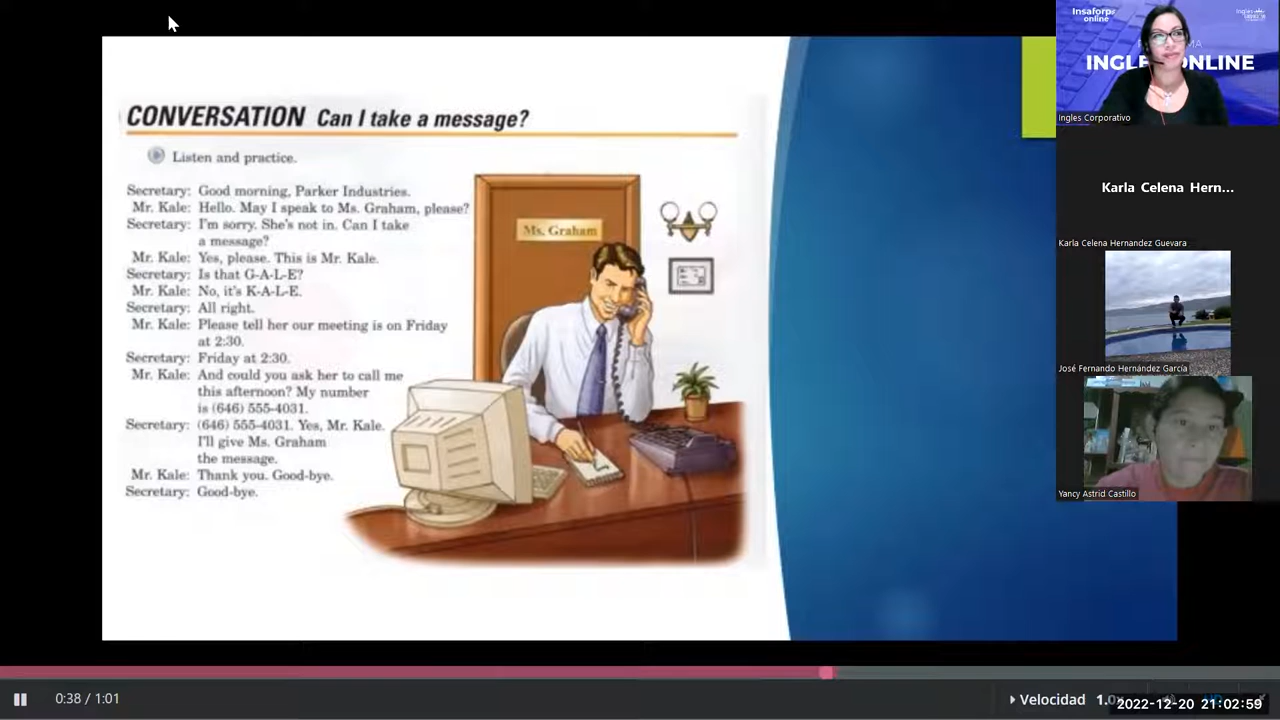 Insaforp
online
INGLE ONLINE
Ingles Corporativo
CONVERSATION Can I take a message?
Listen and practice.
Secretary: Good morning, Parker Industries.
Mr. Kale: Hello. May I speak to Ms. Graham, please?
Secretary: I'm sorry. She's not in. Can I take
a message?
Mr. Kale: Yes, please. This is Mr. Kale.
Secretary: Is that G-A-L-E?
Mr. Kale: No, it's K-A-L-E.
Secretary: All right.
Mr. Kale: Please tell her our meeting is on Friday
at 2:30.
Secretary: Friday at 2:30.
Mr. Kale: And could you ask her to call me
this afternoon? My number
is (646) 555-4031.
Secretary: (646) 555-4031. Yes, Mr. Kale.
I'll give Ms. Graham
the message.
Mr. Kale: Thank you. Good-bye.
Secretary: Good-bye.
Ms. Graham
Karla Celena Hern...
Karla Celena Hernandez Guevara
José Fernando Hernández García
Yancy Astrid Castillo
0:38 / 1:01
Velocidad 1.0x
2022-12-20 21:02:59